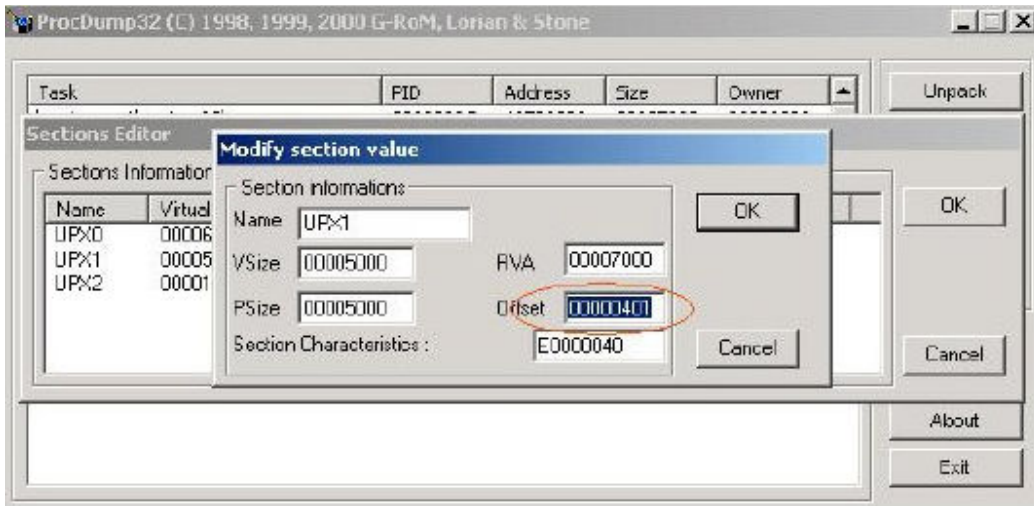 ProcDump32 (C) 1998, 1999, 2000 G-RoM, Lorian & Stone
Task PID Address Size Owner
Unpack
Sections Editor
Modify section value
Sections Information
Section informations
Name Virtual
Name UPX1
OK
OK
UPX0 00006
UPX1 00005
VSize 00005000 RVA 00007000
UPX2 00001
PSize 00005000 Offset 00000401
Section Characteristics : E0000040
Cancel
Cancel
About
Exit